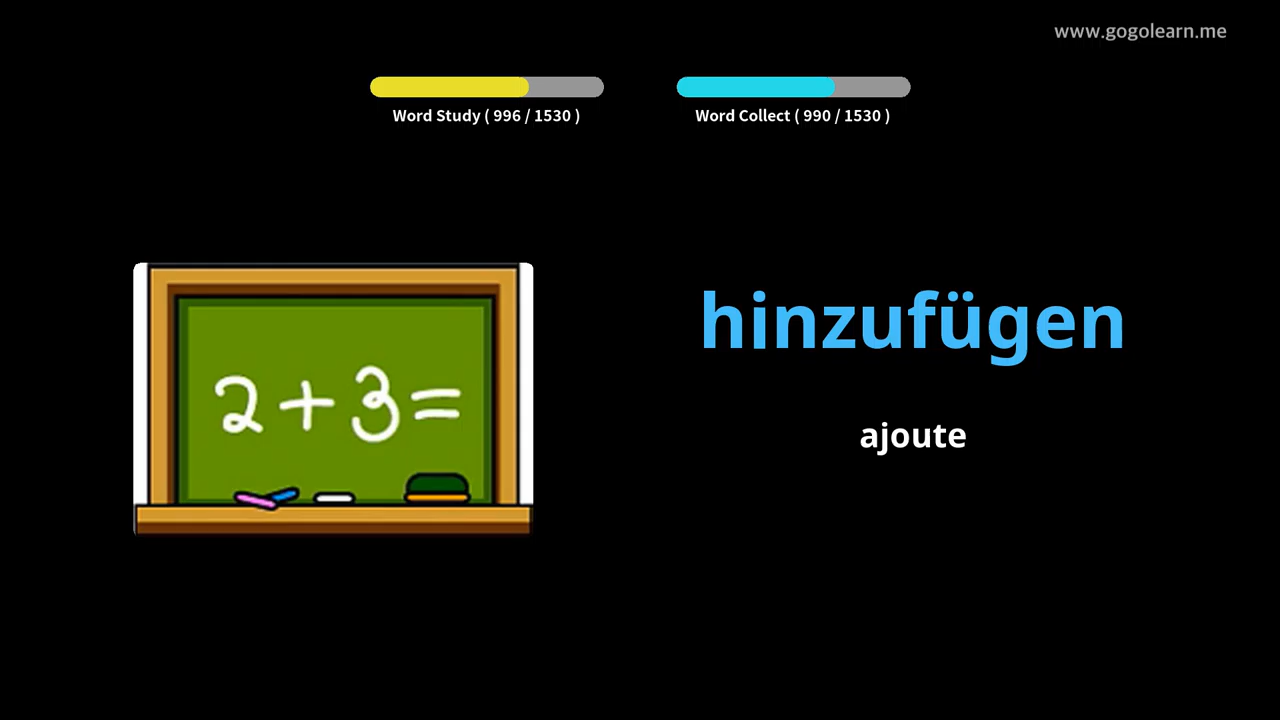 www.gogolearn.me
Word Study ( 996 / 1530 )
Word Collect ( 990 / 1530 )
2 + 3 =
hinzufügen
ajoute